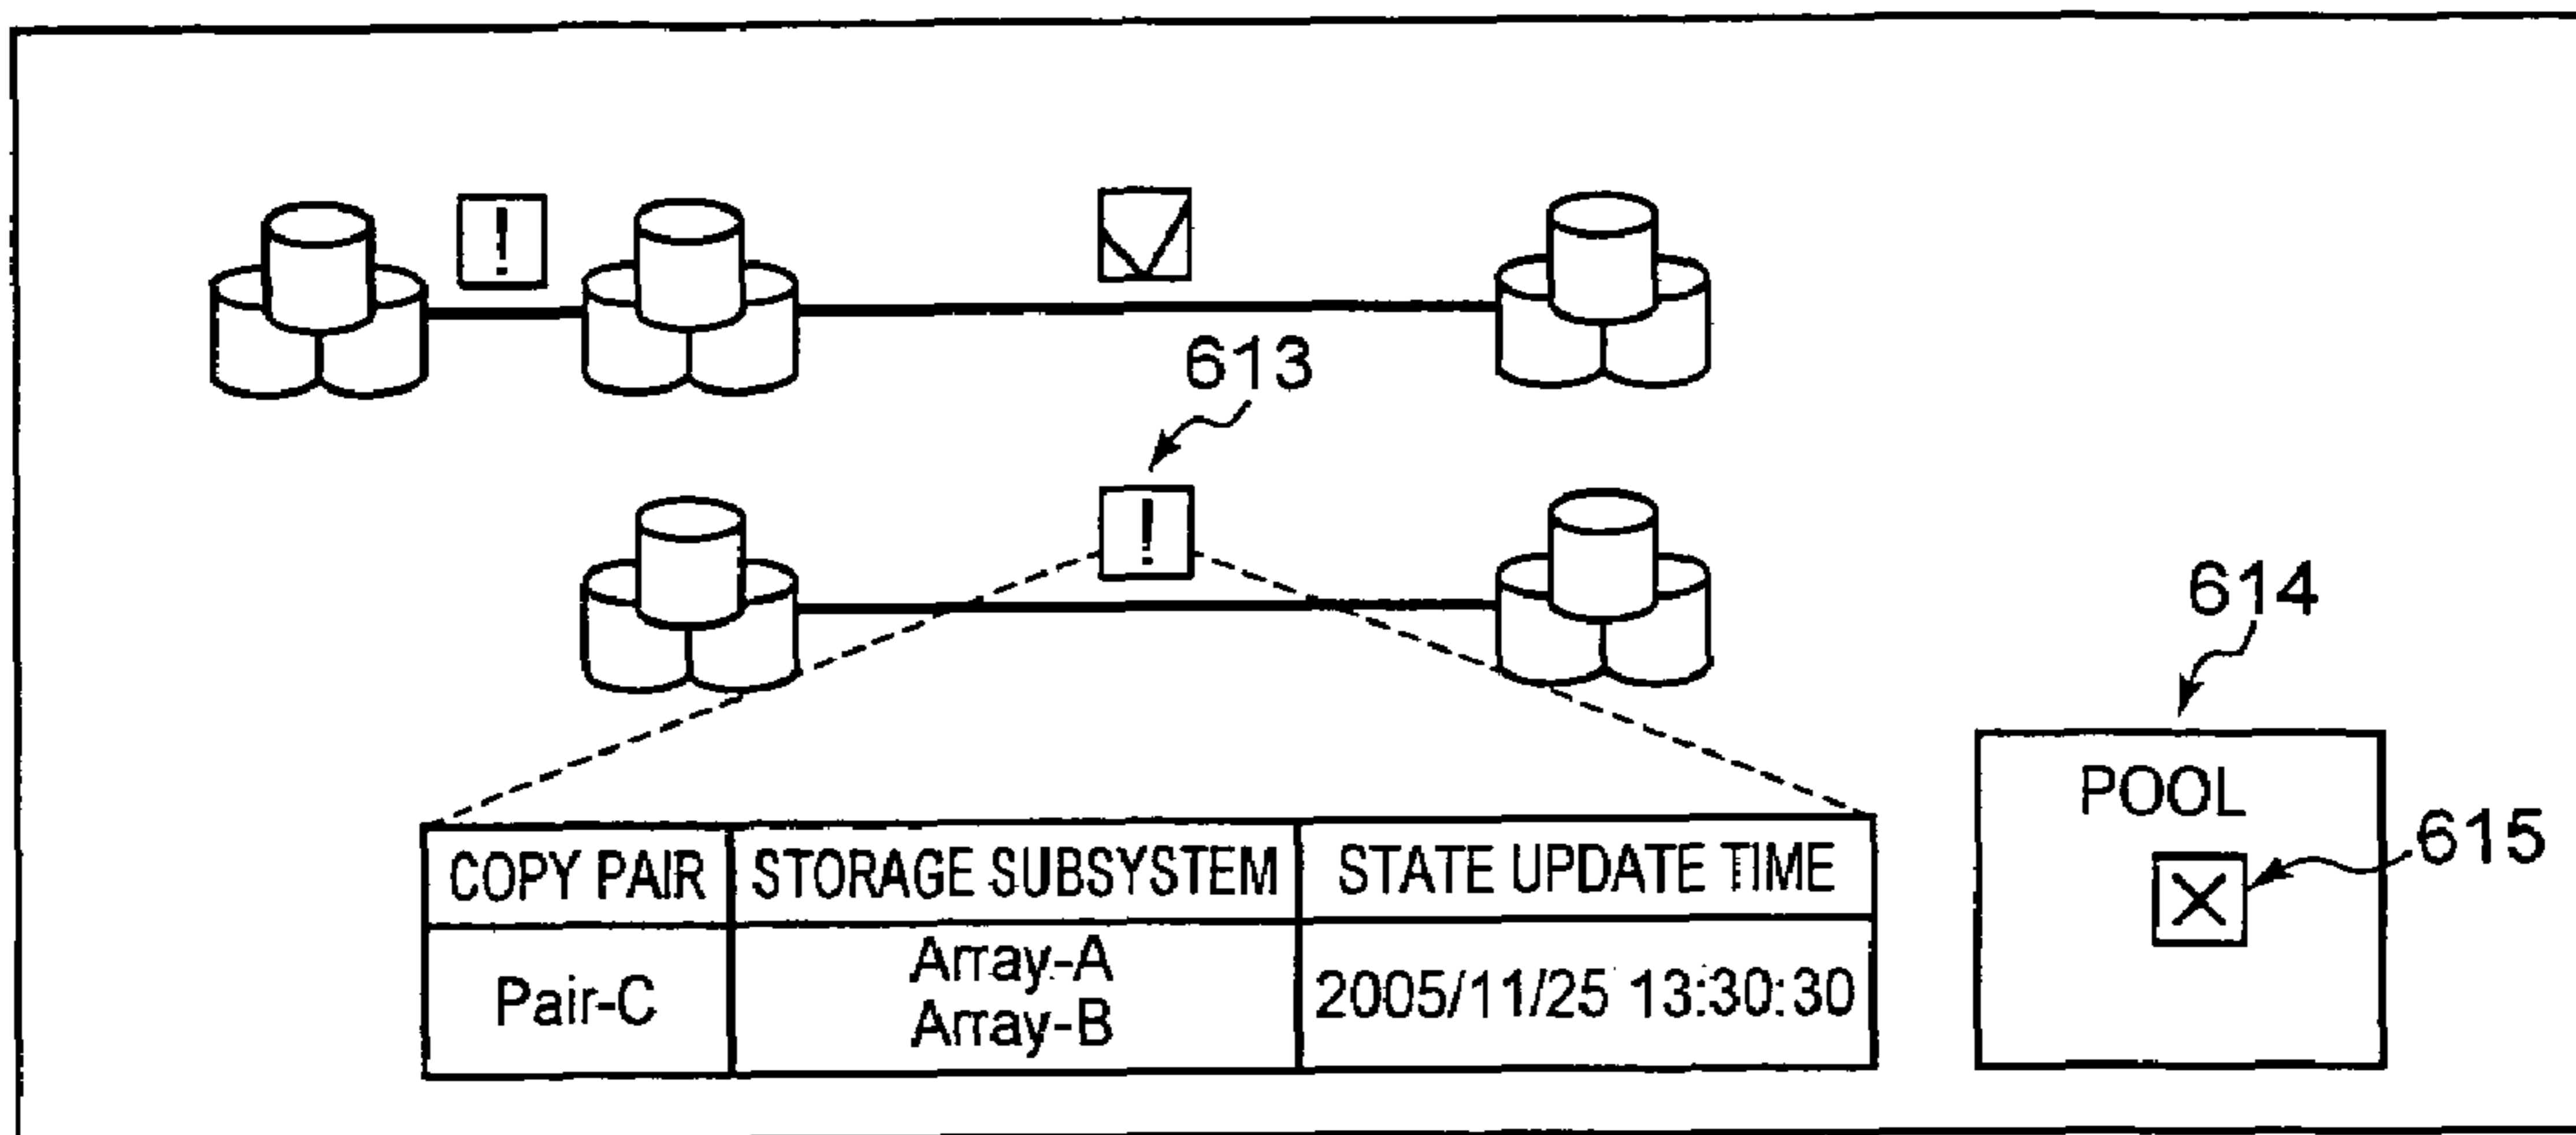 !
613
!
614
POOL
615
COPY PAIR STORAGE SUBSYSTEM STATE UPDATE TIME
Pair-C Array-A 2005/11/25 13:30:30
Array-B